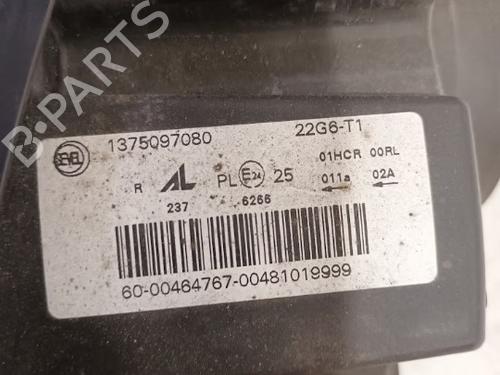 SEVEL 1375097080 22G6-T1
R AL PL E24 25 01HCR 00RL
011a 02A
237 6266
60-00464767-00481019999
B-PARTS